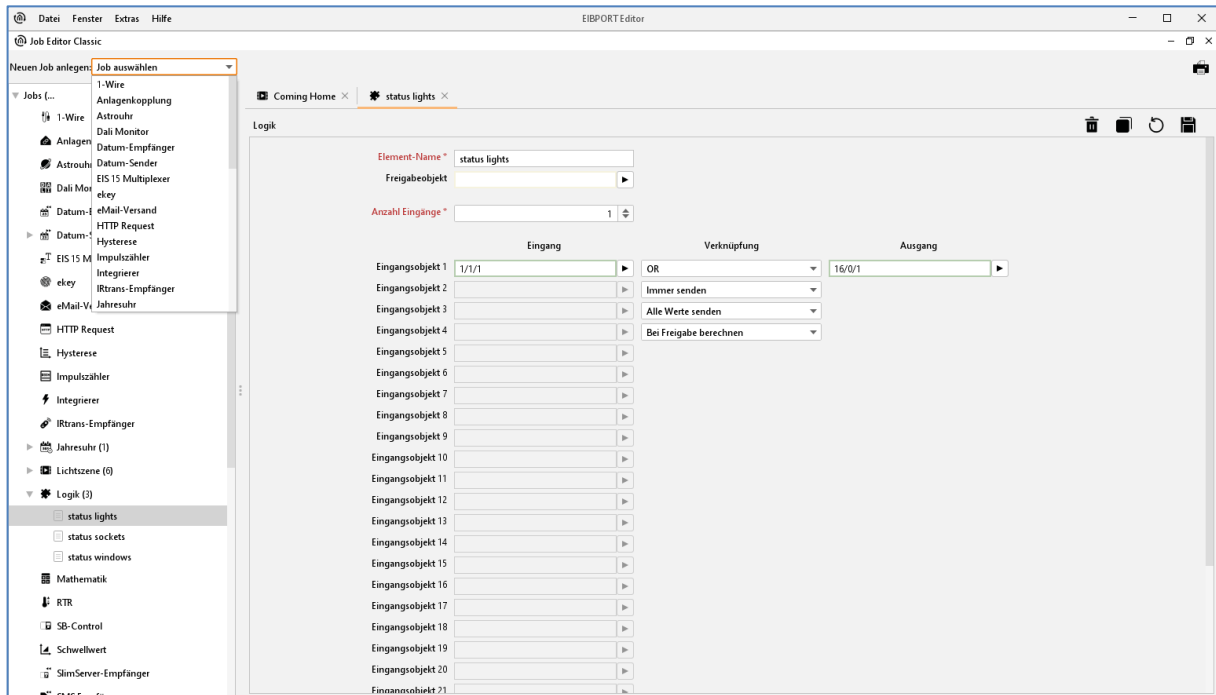 Datei Fenster Extras Hilfe
EIBPORT Editor
Job Editor Classic
Neuen Job anlegen: Job auswählen
1-Wire
Anlagenkopplung
Astrouhr
Dali Monitor
Datum-Empfänger
Datum-Sender
EIS 15 Multiplexer
ekey
eMail-Versand
HTTP Request
Hysterese
Impulszähler
Integrierer
IRtrans-Empfänger
Jahresuhr
Jobs (...
1-Wire
Anlagen
Astrouhr
Dali Mon
Datum-E
Datum-S
EIS 15 M
ekey
eMail-Ve
HTTP Request
Hysterese
Impulszähler
Integrierer
IRtrans-Empfänger
Jahresuhr (1)
Lichtszene (6)
Logik (3)
status lights
status sockets
status windows
Mathematik
RTR
SB-Control
Schwellwert
SlimServer-Empfänger
Coming Home
status lights
Logik
Element-Name * status lights
Freigabeobjekt
Anzahl Eingänge * 1
Eingang Verknüpfung Ausgang
Eingangsobjekt 1 1/1/1 OR 16/0/1
Eingangsobjekt 2 Immer senden
Eingangsobjekt 3 Alle Werte senden
Eingangsobjekt 4 Bei Freigabe berechnen
Eingangsobjekt 5
Eingangsobjekt 6
Eingangsobjekt 7
Eingangsobjekt 8
Eingangsobjekt 9
Eingangsobjekt 10
Eingangsobjekt 11
Eingangsobjekt 12
Eingangsobjekt 13
Eingangsobjekt 14
Eingangsobjekt 15
Eingangsobjekt 16
Eingangsobjekt 17
Eingangsobjekt 18
Eingangsobjekt 19
Eingangsobjekt 20
Eingangsobjekt 21